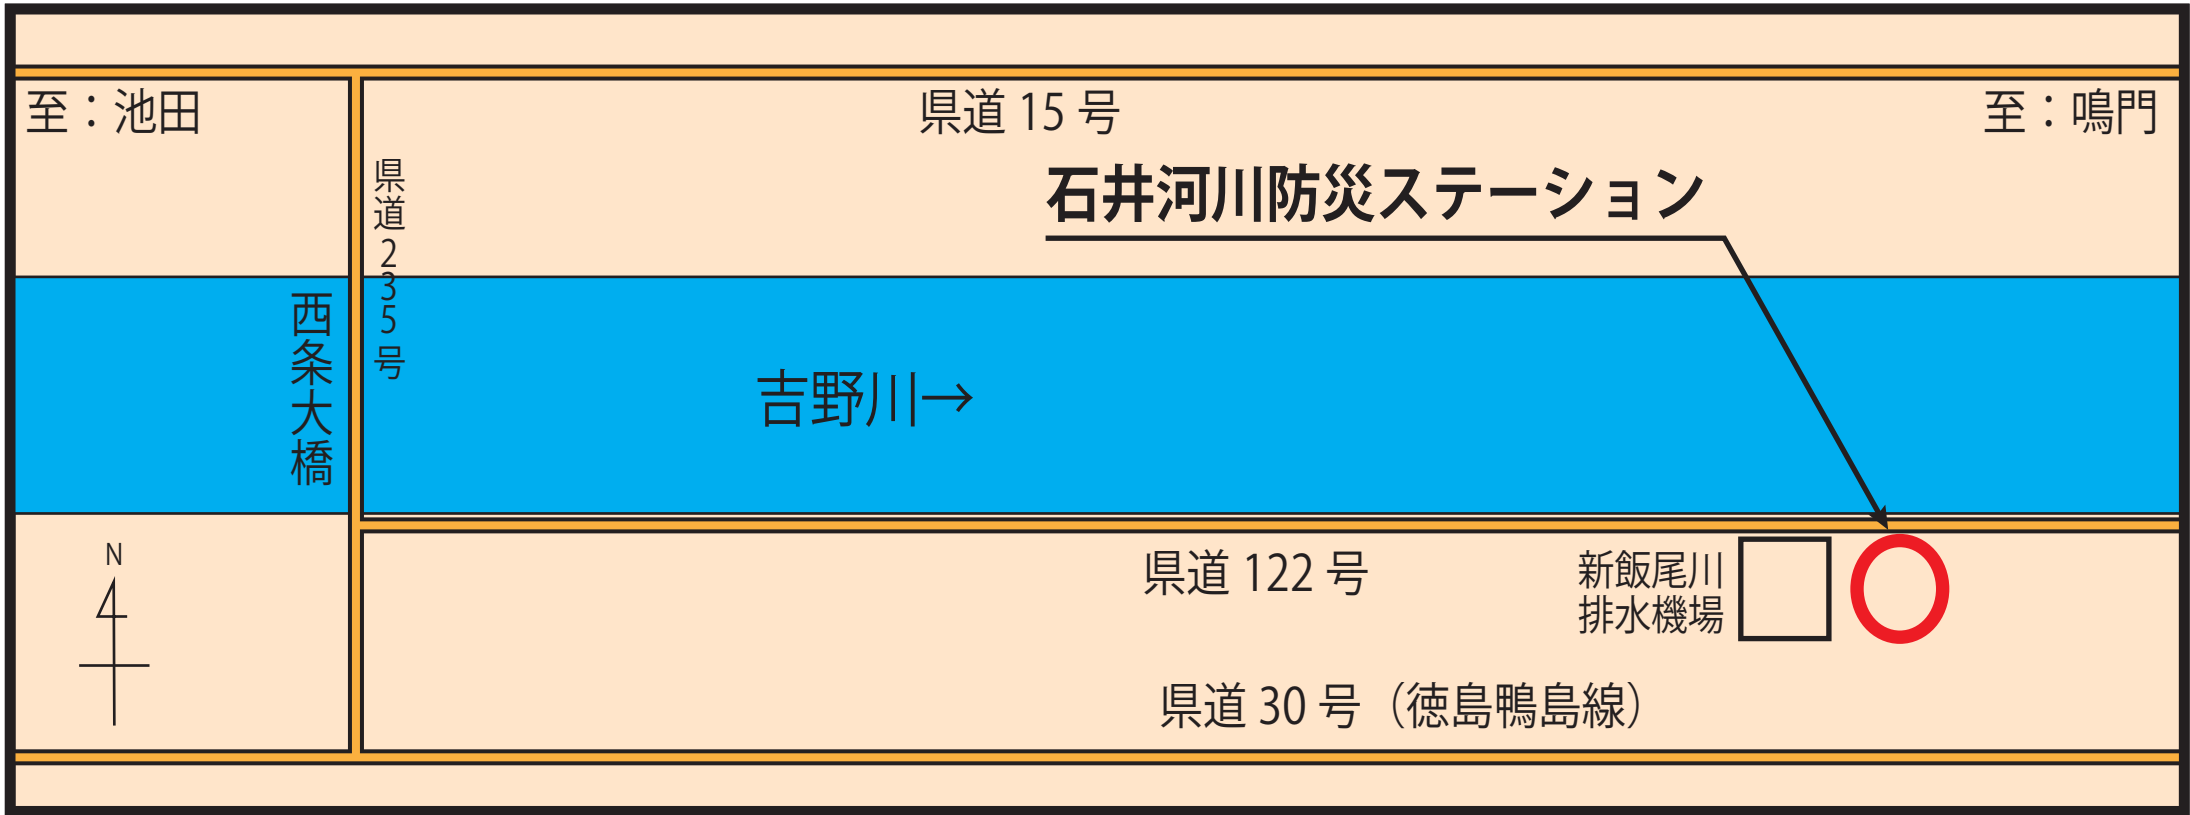 至：池田
県道 15 号
至：鳴門
県道235号
石井河川防災ステーション
西条大橋
吉野川→
N
県道 122 号
新飯尾川
排水機場
県道 30 号（徳島鴨島線）